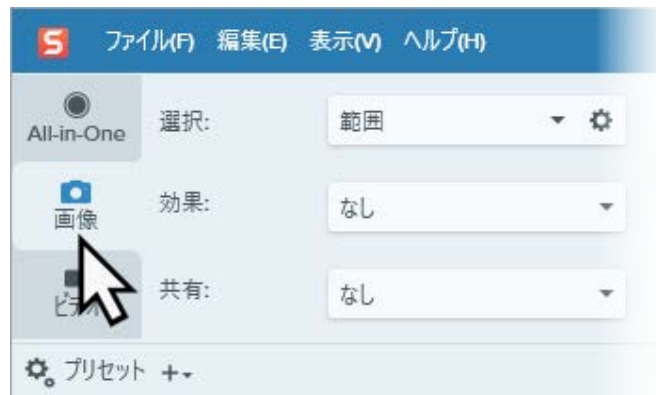 S ファイル(F) 編集(E) 表示(V) ヘルプ(H)
All-in-One
選択: 範囲
画像
効果: なし
共有: なし
プリセット +